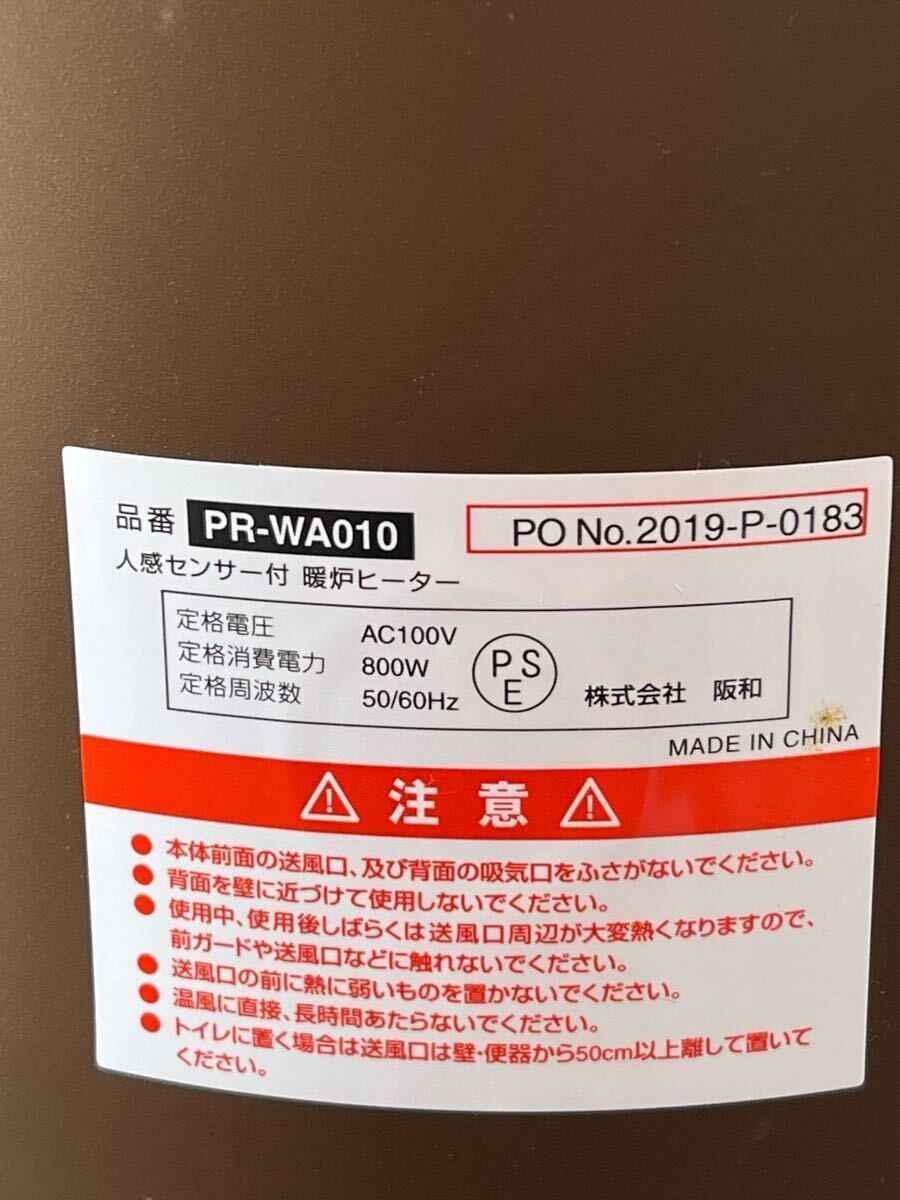 品番 PR-WA010 PO No.2019-P-0183
人感センサー付 暖炉ヒーター
定格電圧 AC100V
定格消費電力 800W
定格周波数 50/60Hz
PSE
株式会社 阪和
MADE IN CHINA
注意
● 本体前面の送風口、及び背面の吸気口をふさがないでください。
● 背面を壁に近づけて使用しないでください。
● 使用中、使用後しばらくは送風口周辺が大変熱くなりますので、
前ガードや送風口などに触れないでください。
● 送風口の前に熱に弱いものを置かないでください。
● 温風に直接、長時間あたらないでください。
● トイレに置く場合は送風口は壁・便器から50cm以上離して置いて
ください。